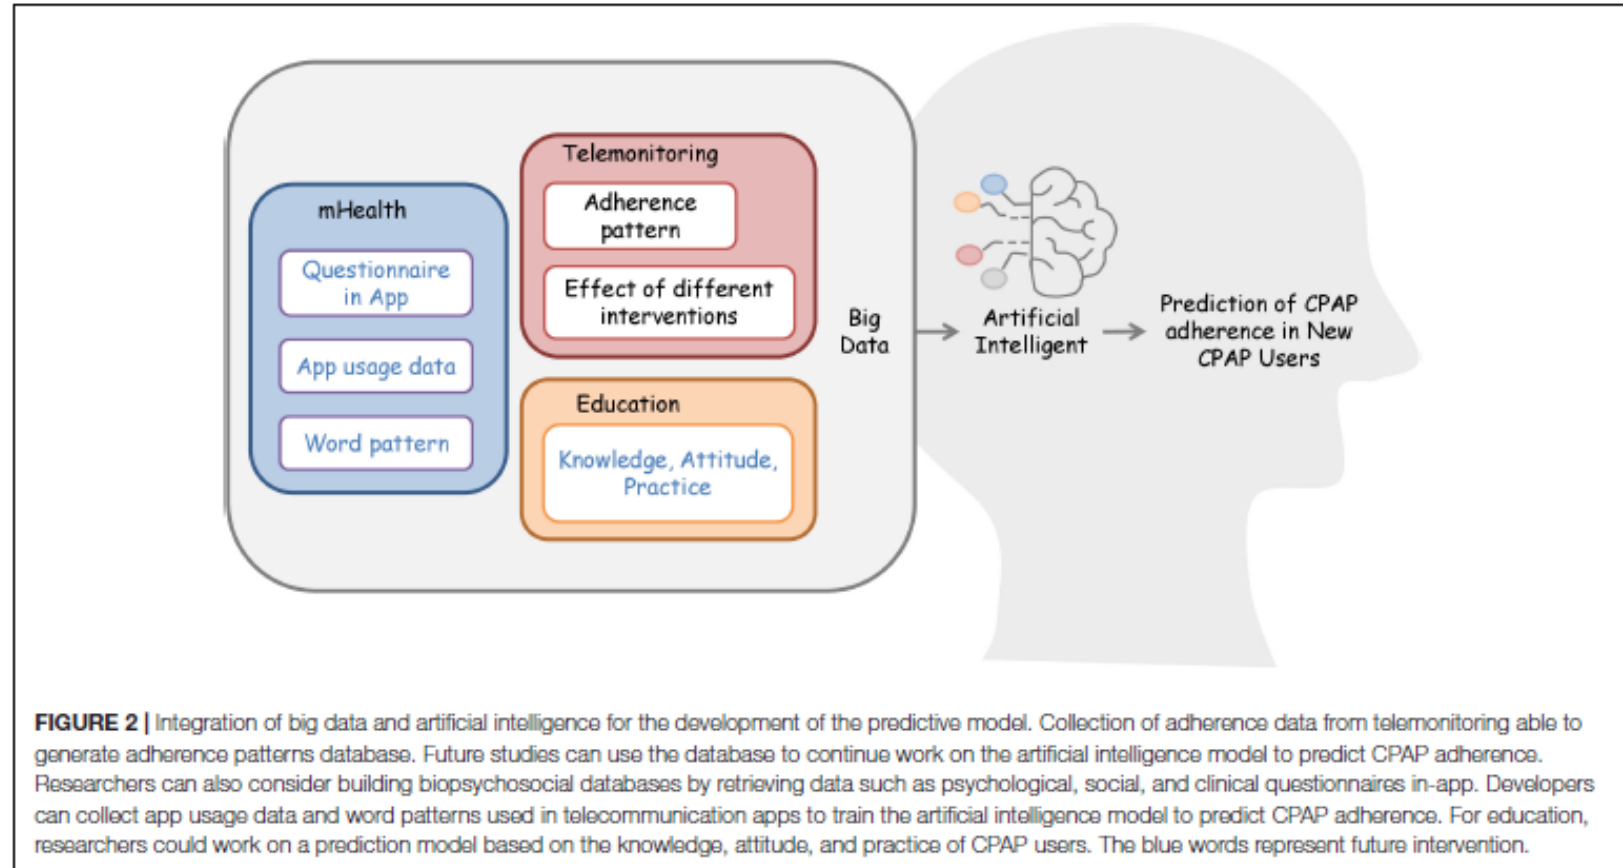 mHealth
Questionnaire
in App
App usage data
Word pattern
Telemonitoring
Adherence
pattern
Effect of different
interventions
Education
Knowledge, Attitude,
Practice
Big
Data
Artificial
Intelligent
Prediction of CPAP
adherence in New
CPAP Users
FIGURE 2 | Integration of big data and artificial intelligence for the development of the predictive model. Collection of adherence data from telemonitoring able to
generate adherence patterns database. Future studies can use the database to continue work on the artificial intelligence model to predict CPAP adherence.
Researchers can also consider building biopsychosocial databases by retrieving data such as psychological, social, and clinical questionnaires in-app. Developers
can collect app usage data and word patterns used in telecommunication apps to train the artificial intelligence model to predict CPAP adherence. For education,
researchers could work on a prediction model based on the knowledge, attitude, and practice of CPAP users. The blue words represent future intervention.